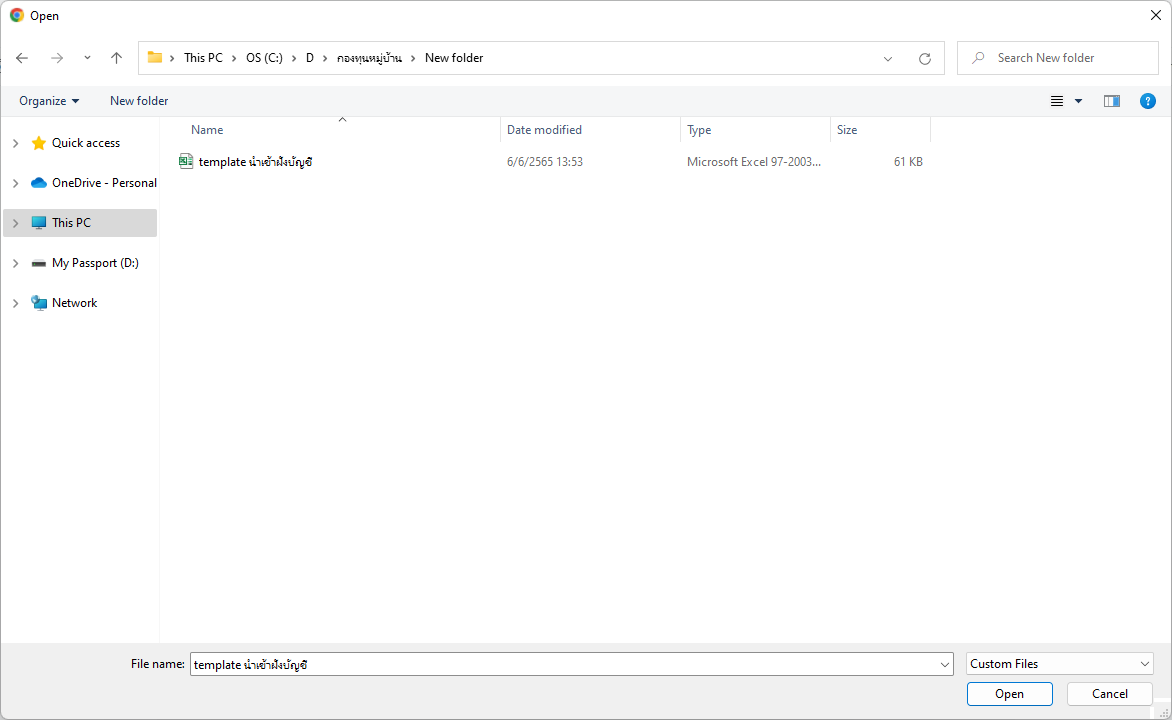 Open
This PC > OS (C:) > D > กองทุนหมู่บ้าน > New folder
Search New folder
Organize
New folder
Name
Date modified
Type
Size
Quick access
OneDrive - Personal
This PC
My Passport (D:)
Network
template นำเข้าผังบัญชี
6/6/2565 13:53
Microsoft Excel 97-2003...
61 KB
File name:
template นำเข้าผังบัญชี
Custom Files
Open
Cancel